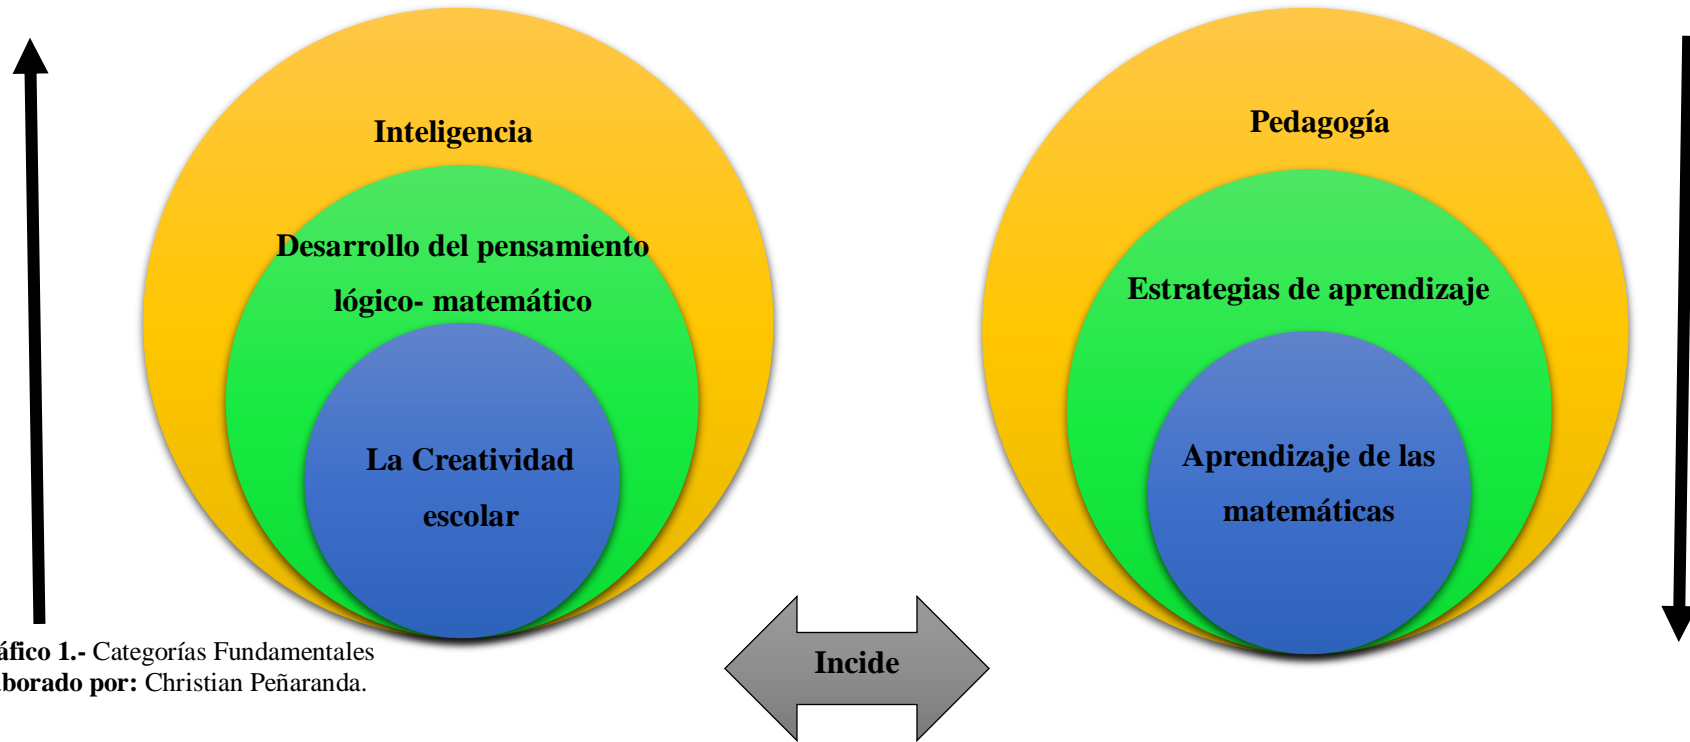 Inteligencia
Desarrollo del pensamiento
lógico- matemático
La Creatividad
escolar
Pedagogía
Estrategias de aprendizaje
Aprendizaje de las
matemáticas
Incide
áfico 1.- Categorías Fundamentales
borado por: Christian Peñaranda.